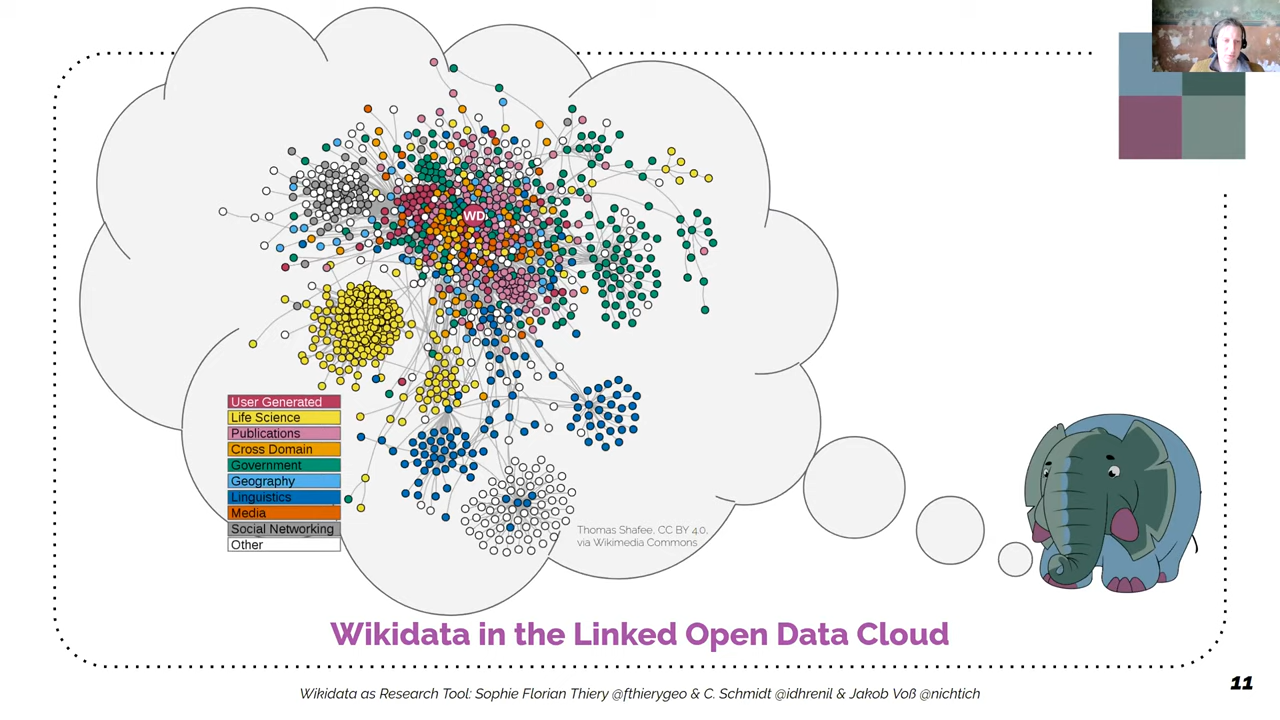 WD
User Generated
Life Science
Publications
Cross Domain
Government
Geography
Linguistics
Media
Social Networking
Other
Thomas Shafee, CC BY 4.0,
via Wikimedia Commons
Wikidata in the Linked Open Data Cloud
Wikidata as Research Tool: Sophie Florian Thiery @fthierygeo & C. Schmidt @idhrenil & Jakob Voß @nichtich
11